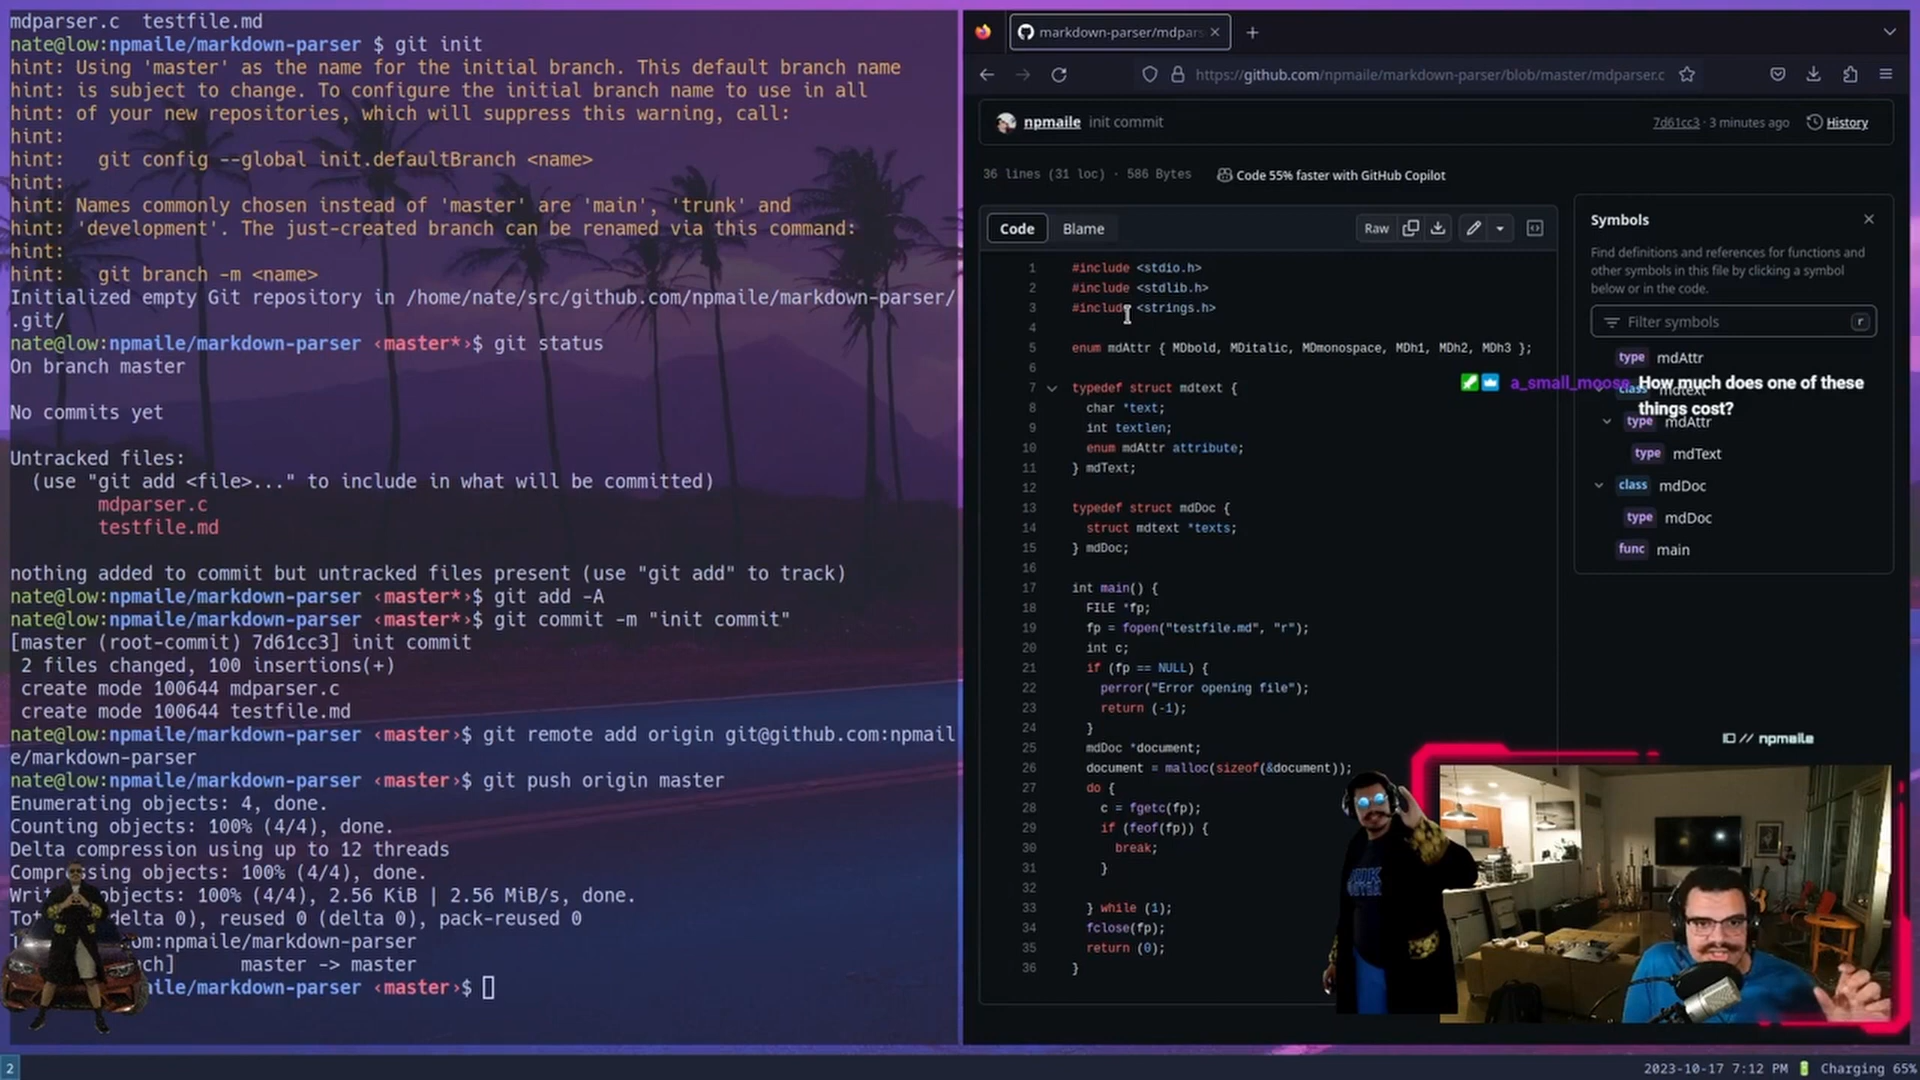 mdparser.c  testfile.md
nate@low:npmaile/markdown-parser $ git init
hint: Using 'master' as the name for the initial branch. This default branch name
hint: is subject to change. To configure the initial branch name to use in all
hint: of your new repositories, which will suppress this warning, call:
hint:
hint:   git config --global init.defaultBranch <name>
hint:
hint: Names commonly chosen instead of 'master' are 'main', 'trunk' and
hint: 'development'. The just-created branch can be renamed via this command:
hint:
hint:   git branch -m <name>
Initialized empty Git repository in /home/nate/src/github.com/npmaile/markdown-parser/
.git/
nate@low:npmaile/markdown-parser ‹master*›$ git status
On branch master
No commits yet
Untracked files:
  (use "git add <file>..." to include in what will be committed)
        mdparser.c
        testfile.md
nothing added to commit but untracked files present (use "git add" to track)
nate@low:npmaile/markdown-parser ‹master*›$ git add -A
nate@low:npmaile/markdown-parser ‹master*›$ git commit -m "init commit"
[master (root-commit) 7d61cc3] init commit
 2 files changed, 100 insertions(+)
 create mode 100644 mdparser.c
 create mode 100644 testfile.md
nate@low:npmaile/markdown-parser ‹master›$ git remote add origin git@github.com:npmail
e/markdown-parser
nate@low:npmaile/markdown-parser ‹master›$ git push origin master
Enumerating objects: 4, done.
Counting objects: 100% (4/4), done.
Delta compression using up to 12 threads
Compressing objects: 100% (4/4), done.
objects: 100% (4/4), 2.56 KiB | 2.56 MiB/s, done.
(delta 0), reused 0 (delta 0), pack-reused 0
om:npmaile/markdown-parser
master -> master
aile/markdown-parser ‹master›$
markdown-parser/mdpars
https://github.com/npmaile/markdown-parser/blob/master/mdparser.c
npmaile init commit
7d61cc3 · 3 minutes ago History
36 lines (31 loc) · 586 Bytes Code 55% faster with GitHub Copilot
Code Blame Raw
1 #include <stdio.h>
2 #include <stdlib.h>
3 #include <strings.h>
4
5 enum mdAttr { MDbold, MDitalic, MDmonospace, MDh1, MDh2, MDh3 };
6
7 typedef struct mdtext {
8   char *text;
9   int textlen;
10   enum mdAttr attribute;
11 } mdText;
12
13 typedef struct mdDoc {
14   struct mdtext *texts;
15 } mdDoc;
16
17 int main() {
18   FILE *fp;
19   fp = fopen("testfile.md", "r");
20   int c;
21   if (fp == NULL) {
22     perror("Error opening file");
23     return (-1);
24   }
25   mdDoc *document;
26   document = malloc(sizeof(&document));
27   do {
28     c = fgetc(fp);
29     if (feof(fp)) {
30       break;
31     }
32
33   } while (1);
34   fclose(fp);
35   return (0);
36 }
Symbols
Find definitions and references for functions and
other symbols in this file by clicking a symbol
below or in the code.
Filter symbols r
type mdAttr
class mdtext
type mdAttr
type mdText
class mdDoc
type mdDoc
func main
a_small_moose How much does one of these
things cost?
// npmaile
2 2023-10-17 7:12 PM Charging 65%